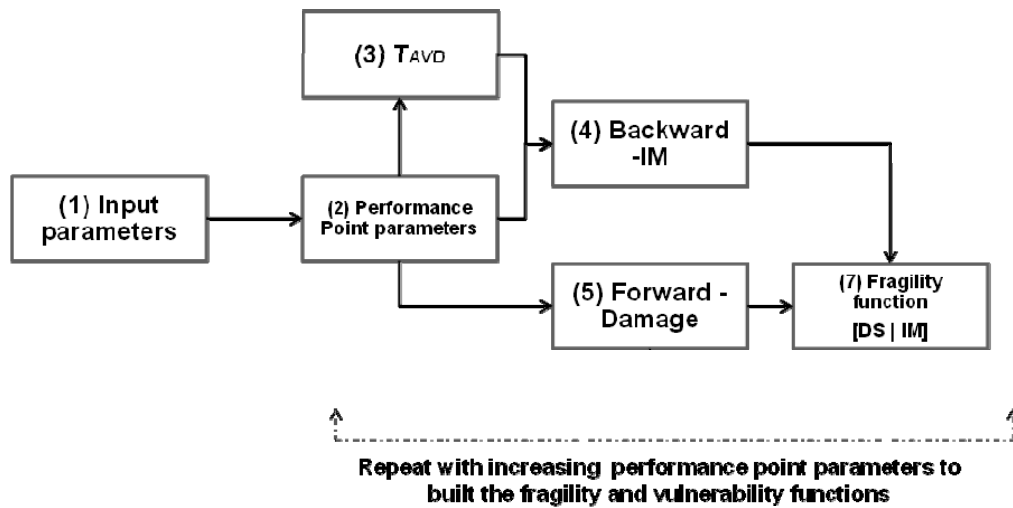 (3) TAVD
(4) Backward
-IM
(1) Input
parameters
(2) Performance
Point parameters
(5) Forward -
Damage
(7) Fragility
function
[DS | IM]
Repeat with increasing performance point parameters to
built the fragility and vulnerability functions